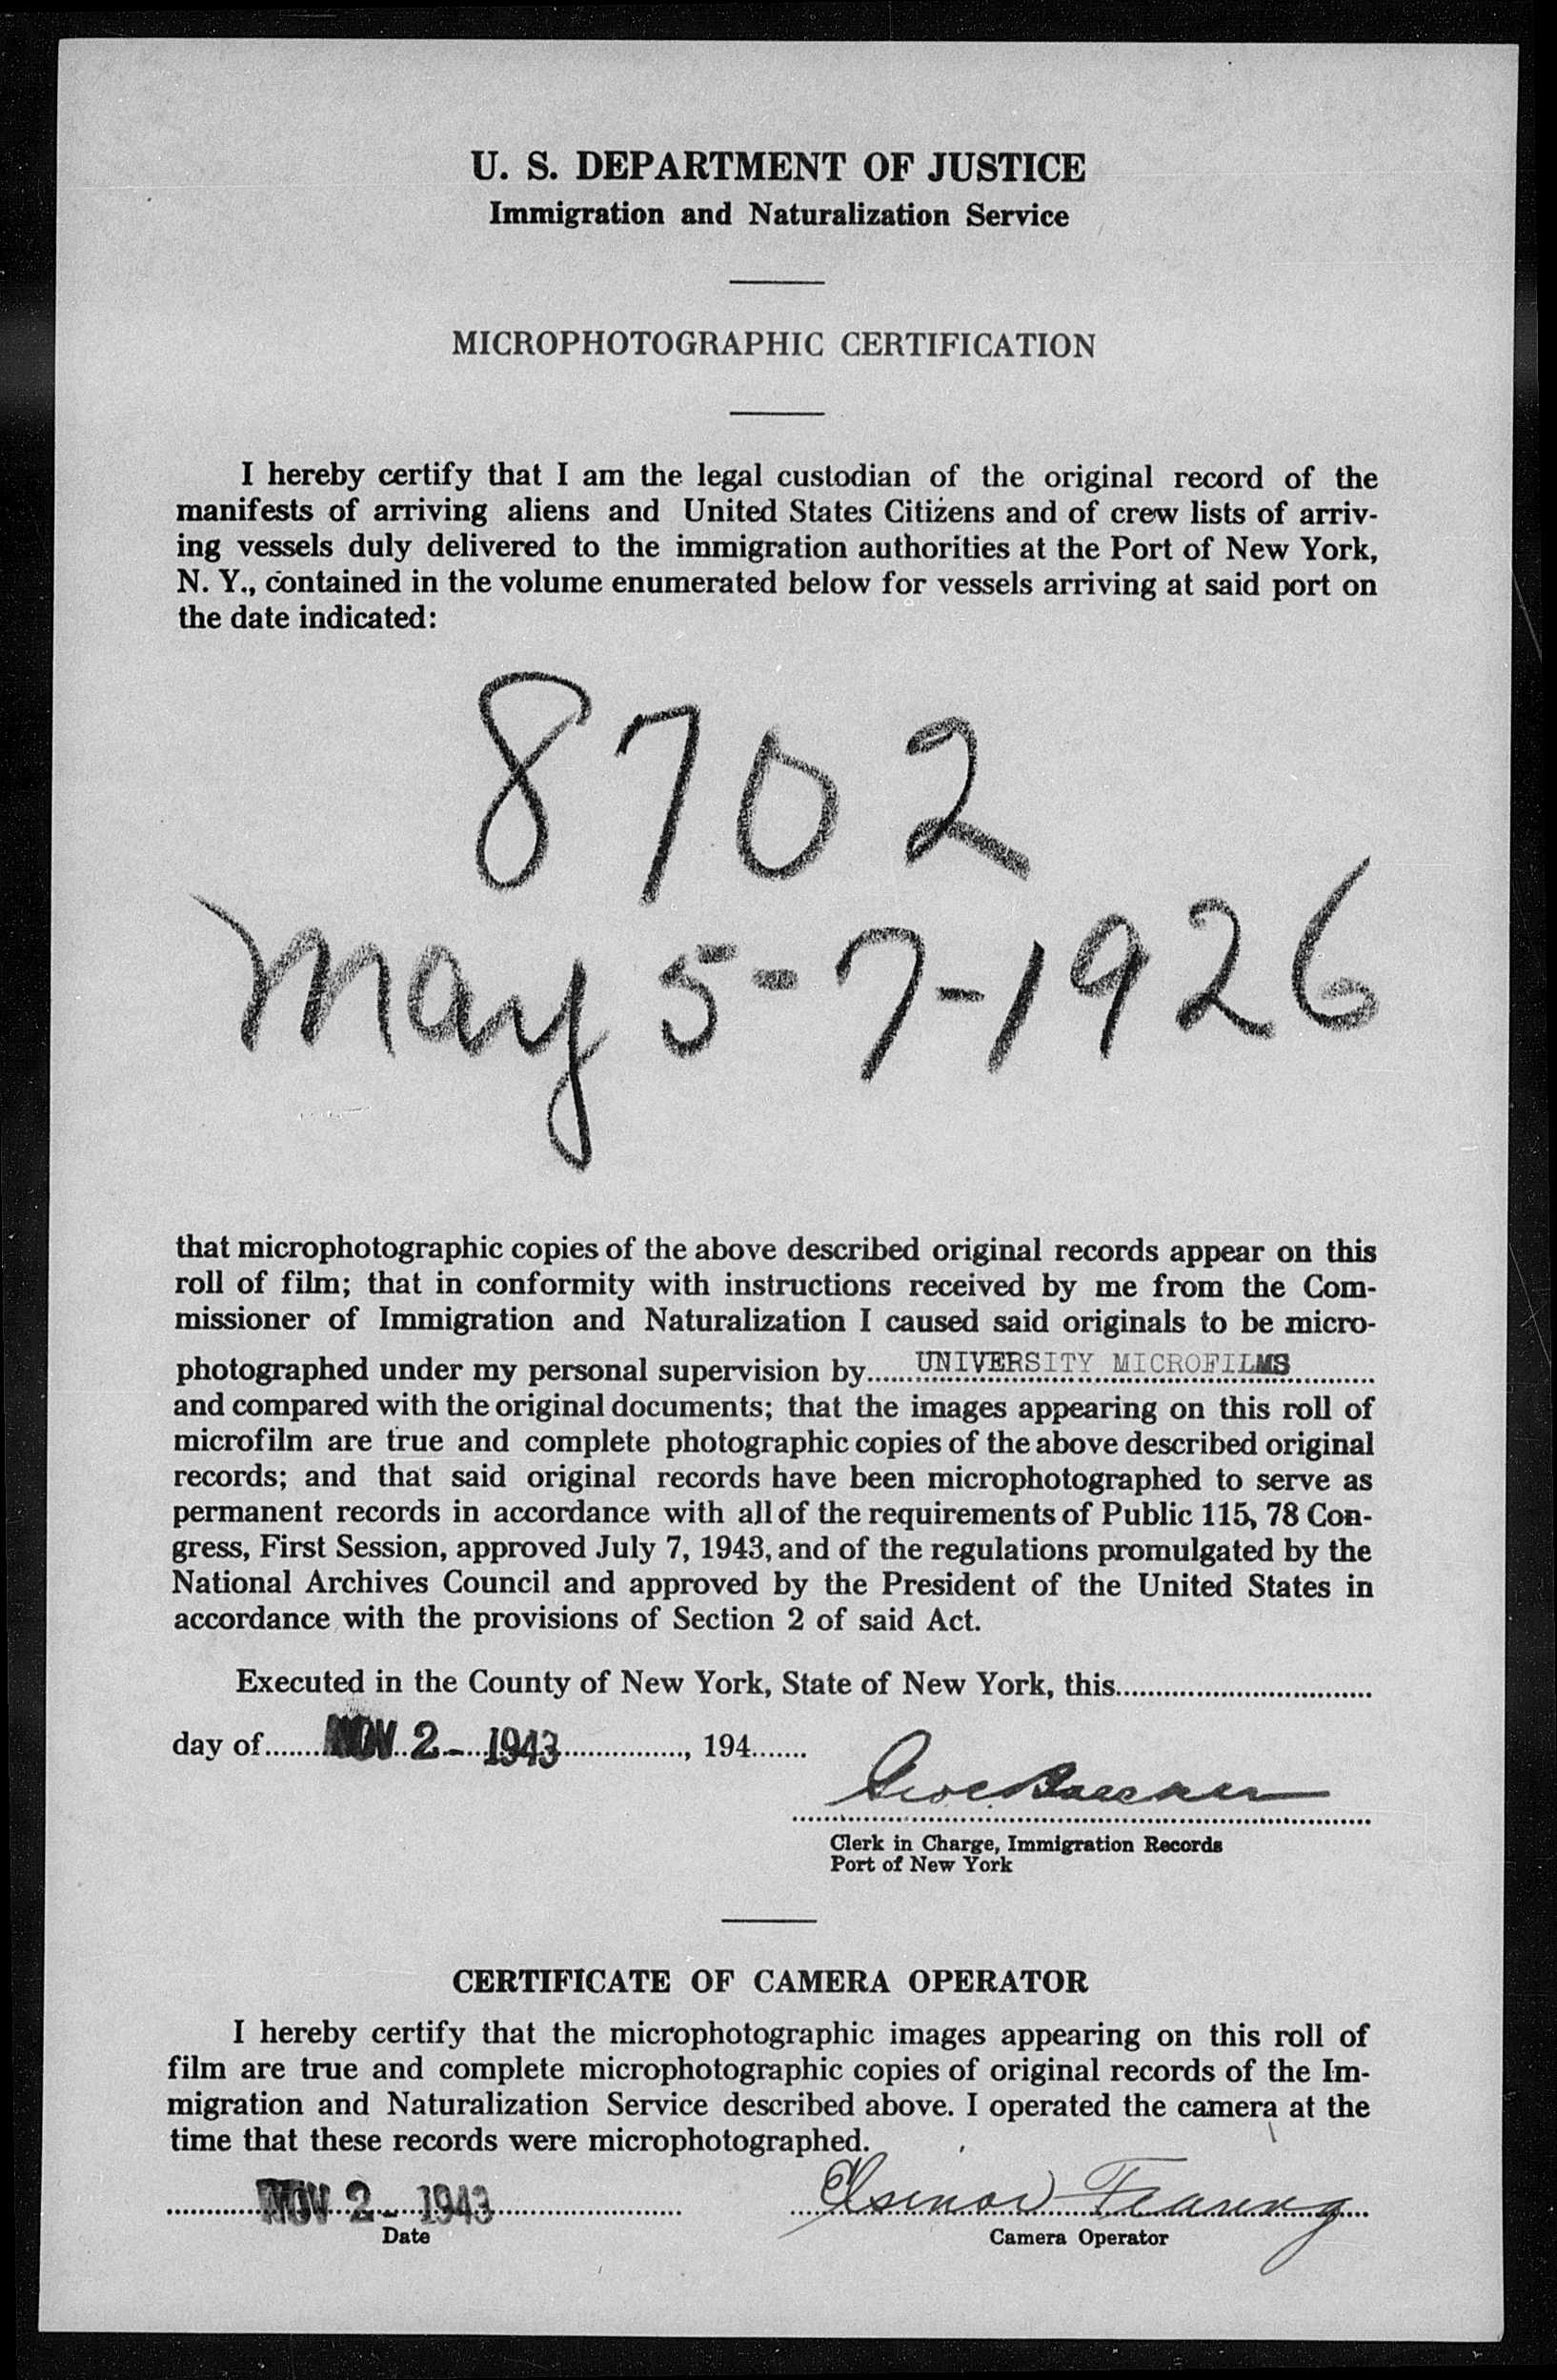 U. S. DEPARTMENT OF JUSTICE
Immigration and Naturalization Service
MICROPHOTOGRAPHIC CERTIFICATION
I hereby certify that I am the legal custodian of the original record of the
manifests of arriving aliens and United States Citizens and of crew lists of arriv-
ing vessels duly delivered to the immigration authorities at the Port of New York,
N. Y., contained in the volume enumerated below for vessels arriving at said port on
the date indicated:
8702
May 5-7-1926
that microphotographic copies of the above described original records appear on this
roll of film; that in conformity with instructions received by me from the Com-
missioner of Immigration and Naturalization I caused said originals to be micro-
photographed under my personal supervision by UNIVERSITY MICROFILMS
and compared with the original documents; that the images appearing on this roll of
microfilm are true and complete photographic copies of the above described original
records; and that said original records have been microphotographed to serve as
permanent records in accordance with all of the requirements of Public 115, 78 Con-
gress, First Session, approved July 7, 1943, and of the regulations promulgated by the
National Archives Council and approved by the President of the United States in
accordance with the provisions of Section 2 of said Act.
Executed in the County of New York, State of New York, this
day of NOV 2- 1943, 194
Clerk in Charge, Immigration Records
Port of New York
CERTIFICATE OF CAMERA OPERATOR
I hereby certify that the microphotographic images appearing on this roll of
film are true and complete microphotographic copies of original records of the Im-
migration and Naturalization Service described above. I operated the camera at the
time that these records were microphotographed.
NOV 2- 1943
Date
Camera Operator